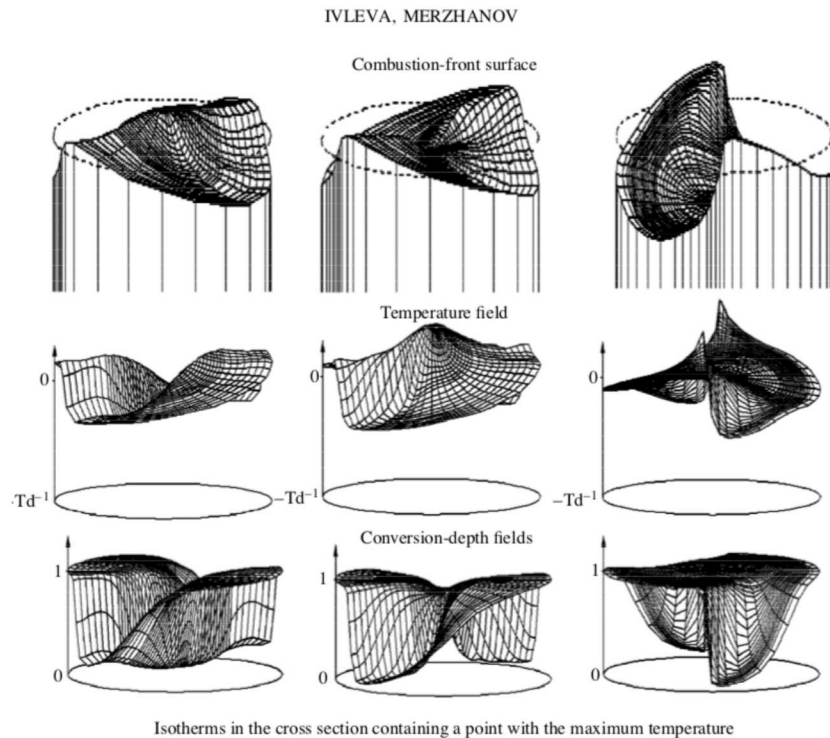 IVLEVA, MERZHANOV
Combustion-front surface
Temperature field
0
0
0
-Td⁻¹
−Td⁻¹
−Td⁻¹
Conversion-depth fields
1
1
1
0
0
0
Isotherms in the cross section containing a point with the maximum temperature